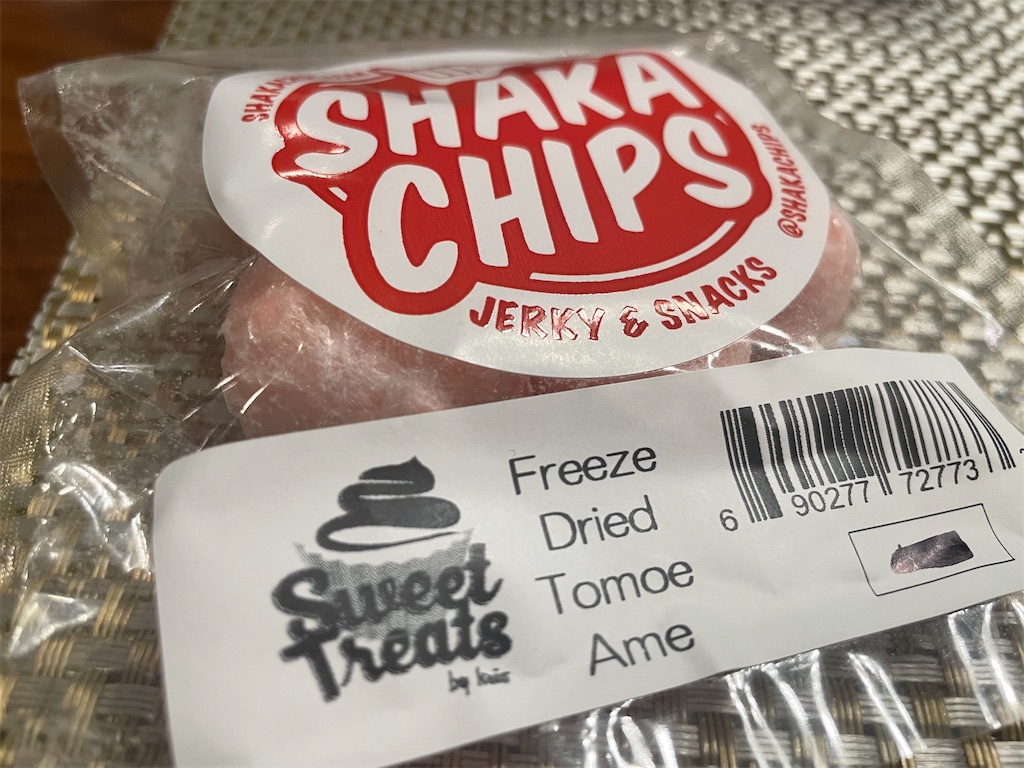 SHAKA
CHIPS
JERKY & SNACKS
@SHAKACHIPS
Sweet
Treats
Freeze
Dried
Tomoe
Ame
6 90277 72773